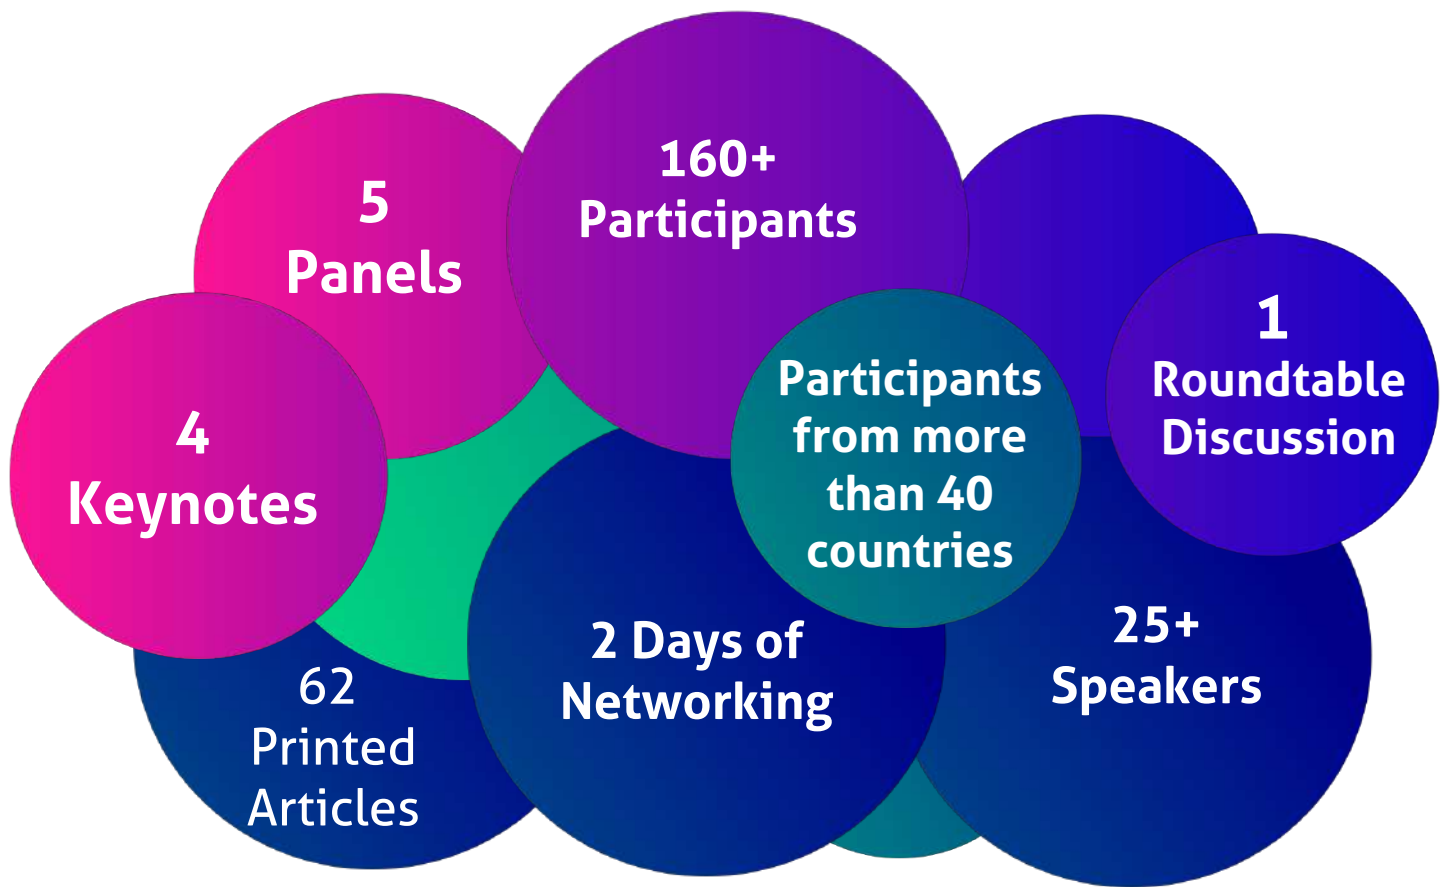 160+
Participants
5
Panels
1
Roundtable
Discussion
Participants
from more
than 40
countries
4
Keynotes
25+
Speakers
2 Days of
Networking
62
Printed
Articles